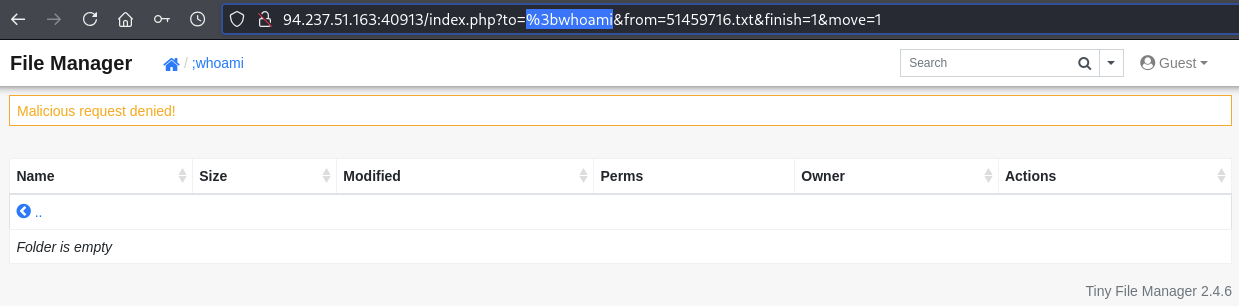 94.237.51.163:40913/index.php?to=%3bwhoami&from=51459716.txt&finish=1&move=1
File Manager / ;whoami Search Guest
Malicious request denied!
Name Size Modified Perms Owner Actions
..
Folder is empty
Tiny File Manager 2.4.6